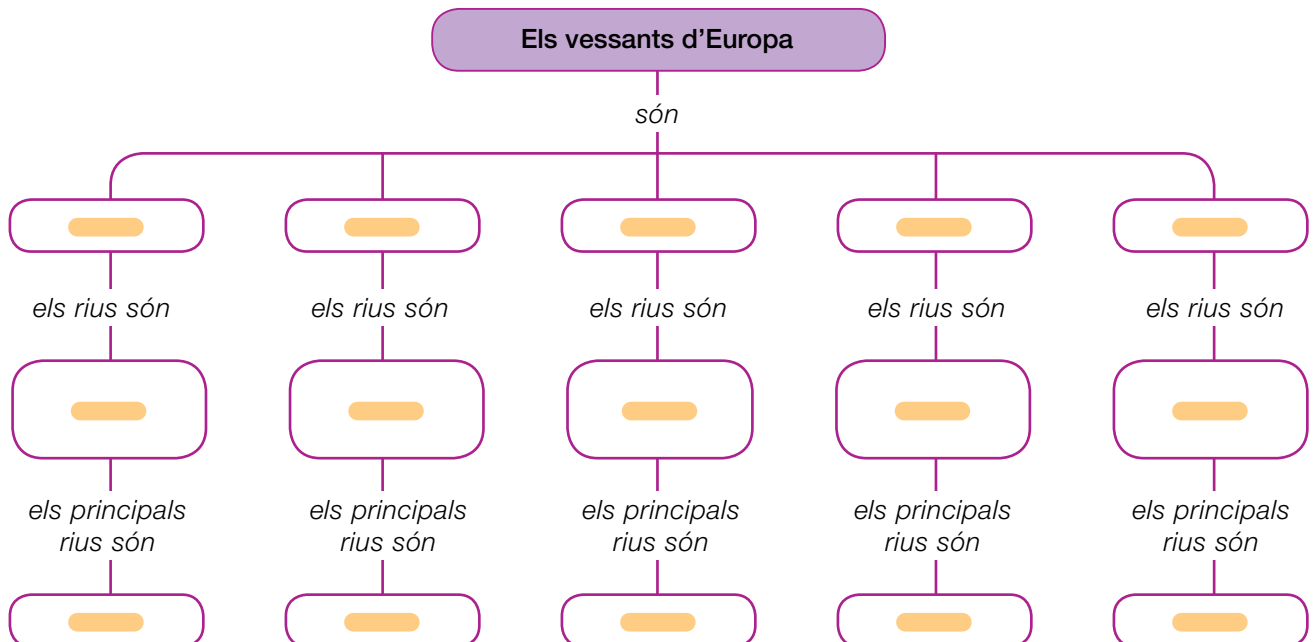 Els vessants d’Europa
són
els rius són els rius són els rius són els rius són els rius són
els principals els principals els principals els principals els principals
rius són rius són rius són rius són rius són